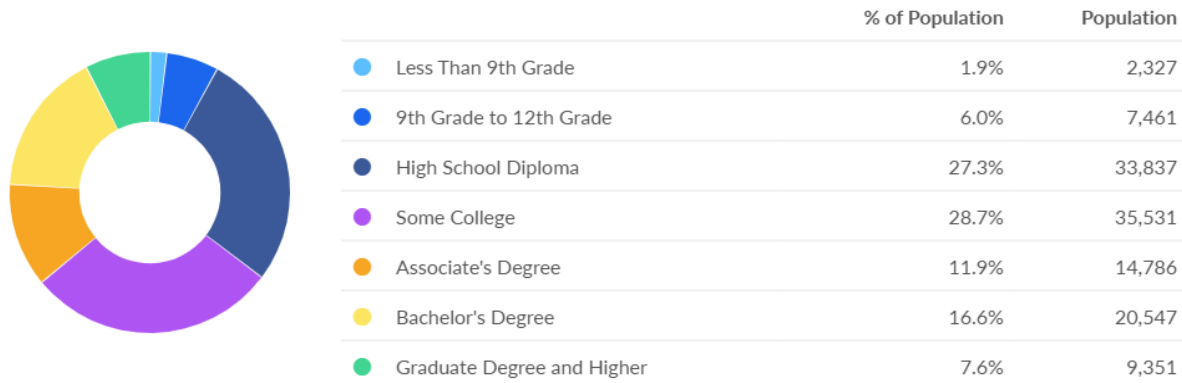 % of Population Population
Less Than 9th Grade 1.9% 2,327
9th Grade to 12th Grade 6.0% 7,461
High School Diploma 27.3% 33,837
Some College 28.7% 35,531
Associate's Degree 11.9% 14,786
Bachelor's Degree 16.6% 20,547
Graduate Degree and Higher 7.6% 9,351